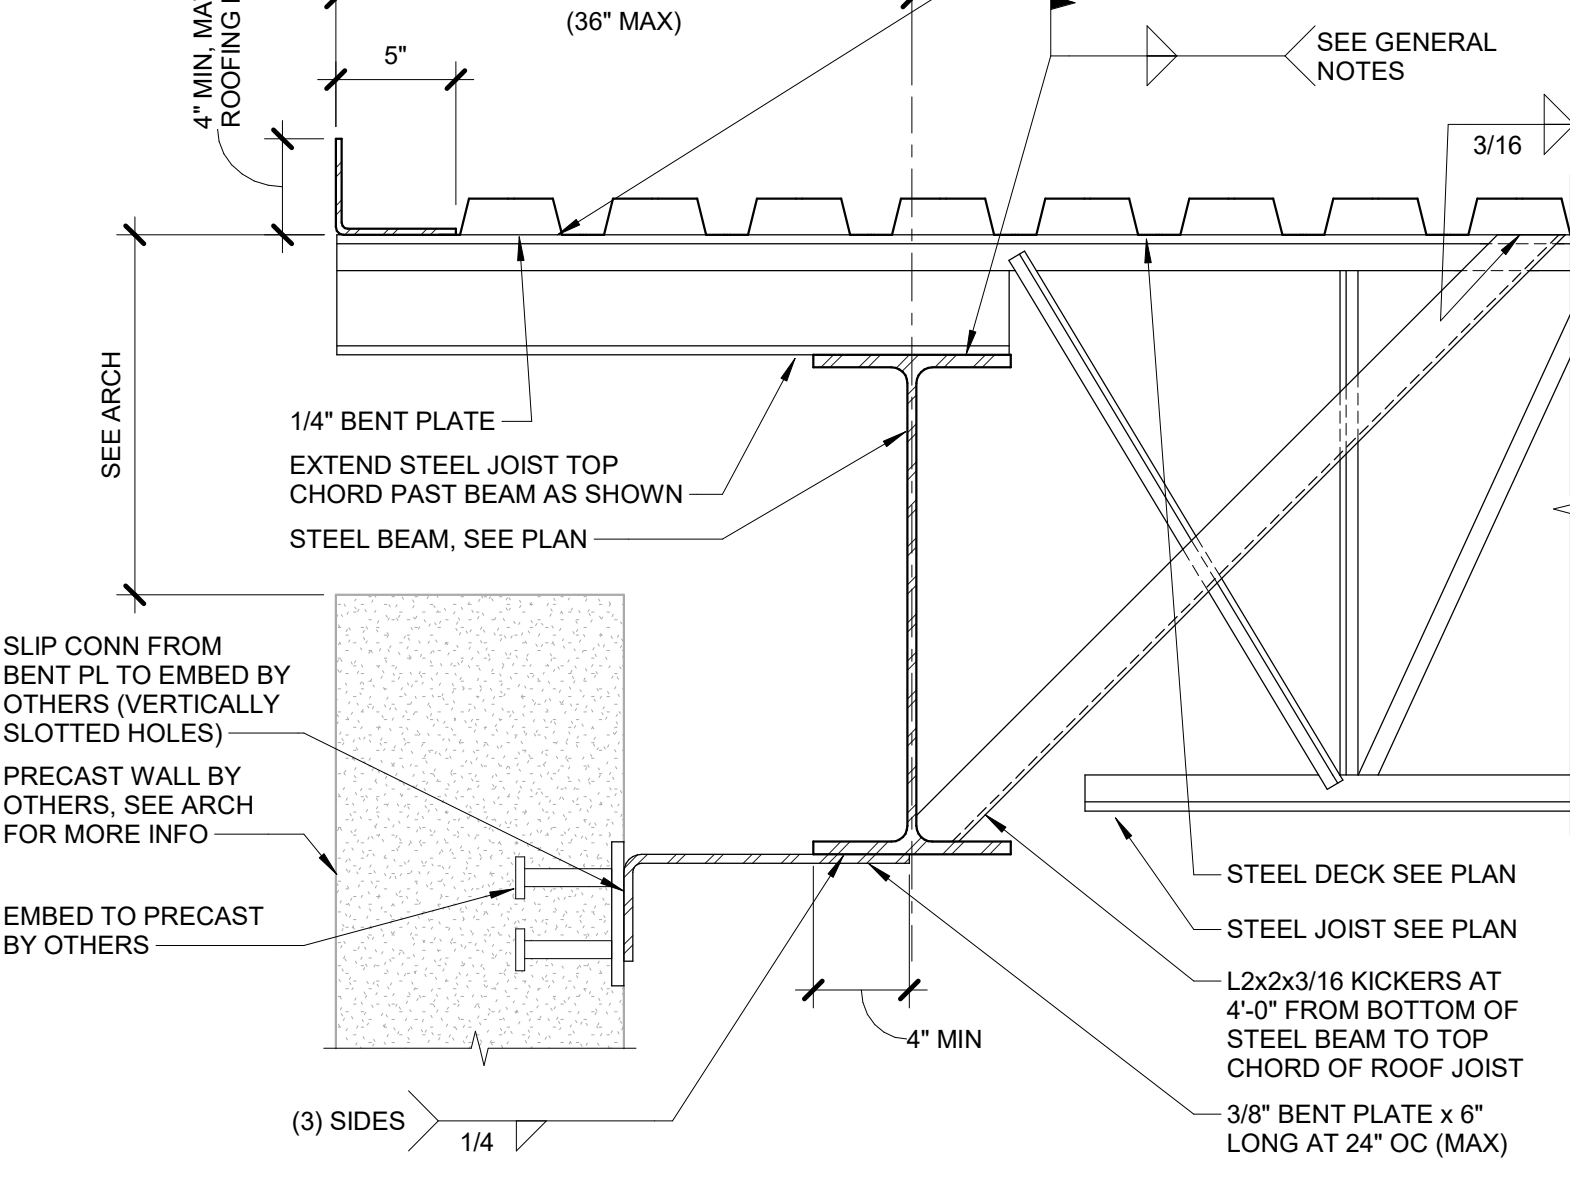 4" MIN, MA
ROOFING
(36" MAX)
5"
SEE GENERAL
NOTES
3/16
SEE ARCH
1/4" BENT PLATE
EXTEND STEEL JOIST TOP
CHORD PAST BEAM AS SHOWN
STEEL BEAM, SEE PLAN
SLIP CONN FROM
BENT PL TO EMBED BY
OTHERS (VERTICALLY
SLOTTED HOLES)
PRECAST WALL BY
OTHERS, SEE ARCH
FOR MORE INFO
EMBED TO PRECAST
BY OTHERS
(3) SIDES
1/4
4" MIN
STEEL DECK SEE PLAN
STEEL JOIST SEE PLAN
L2x2x3/16 KICKERS AT
4'-0" FROM BOTTOM OF
STEEL BEAM TO TOP
CHORD OF ROOF JOIST
3/8" BENT PLATE x 6"
LONG AT 24" OC (MAX)